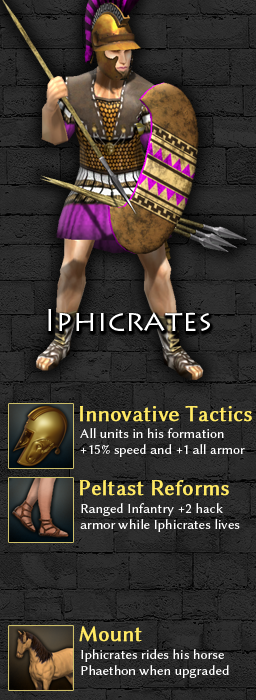 Iphicrates
Innovative Tactics
All units in his formation
+15% speed and +1 all armor
Peltast Reforms
Ranged Infantry +2 hack
armor while Iphicrates lives
Mount
Iphicrates rides his horse
Phaethon when upgraded